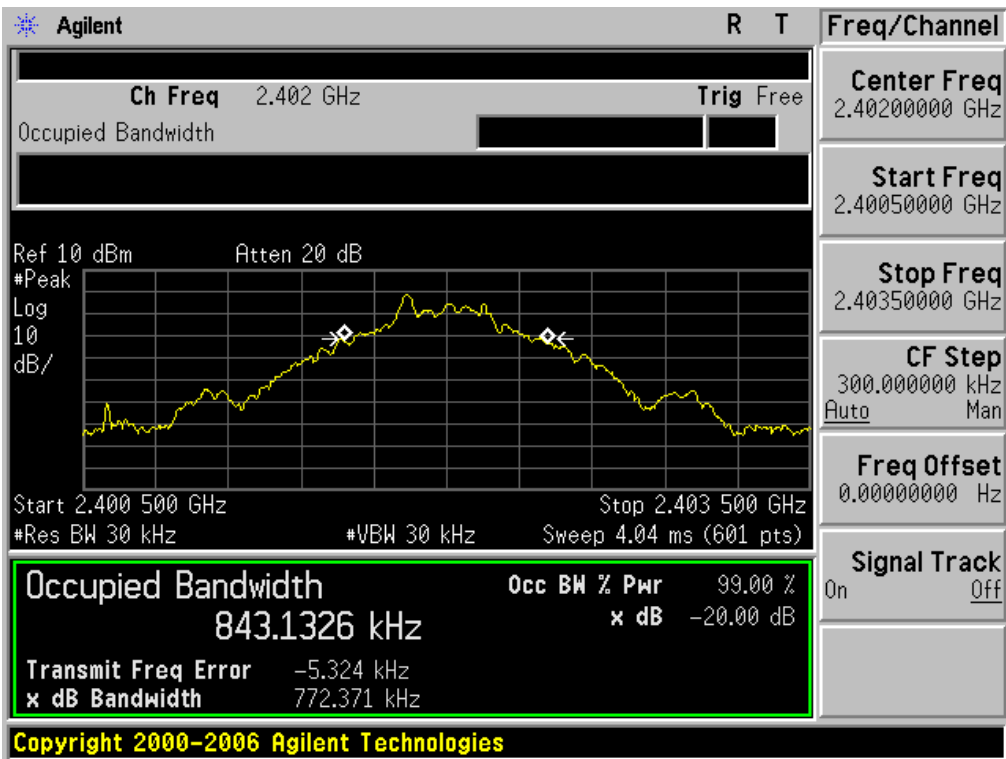 Agilent R T
Ch Freq 2.402 GHz Trig Free
Occupied Bandwidth
Ref 10 dBm Atten 20 dB
#Peak
Log
10
dB/
Start 2.400 500 GHz Stop 2.403 500 GHz
#Res BW 30 kHz #VBW 30 kHz Sweep 4.04 ms (601 pts)
Occupied Bandwidth Occ BW % Pwr 99.00 %
843.1326 kHz x dB -20.00 dB
Transmit Freq Error -5.324 kHz
x dB Bandwidth 772.371 kHz
Copyright 2000-2006 Agilent Technologies
Freq/Channel
Center Freq
2.40200000 GHz
Start Freq
2.40050000 GHz
Stop Freq
2.40350000 GHz
CF Step
300.000000 kHz
Auto Man
Freq Offset
0.00000000 Hz
Signal Track
On Off